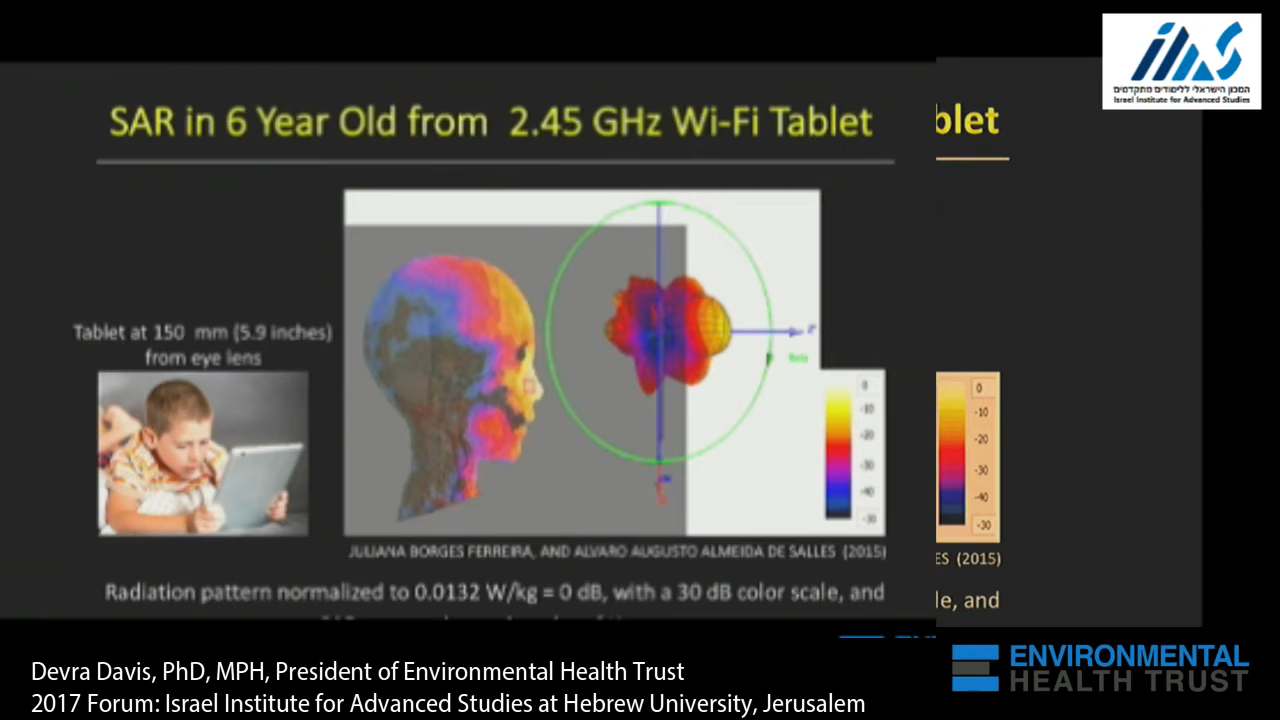 המכון הישראלי ללימודים מתקדמים
Israel Institute for Advanced Studies
SAR in 6 Year Old from 2.45 GHz Wi-Fi Tablet
blet
Tablet at 150 mm (5.9 inches)
from eye lens
0
-10
-20
-30
-40
-30
0
-10
-20
-30
-40
-30
JULIANA BORGES FERREIRA, AND ALVARO AUGUSTO ALMEIDA DE SALLES (2015)
ES (2015)
Radiation pattern normalized to 0.0132 W/kg = 0 dB, with a 30 dB color scale, and
le, and
Devra Davis, PhD, MPH, President of Environmental Health Trust
2017 Forum: Israel Institute for Advanced Studies at Hebrew University, Jerusalem
ENVIRONMENTAL
HEALTH TRUST